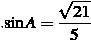 .sinA = √21/5